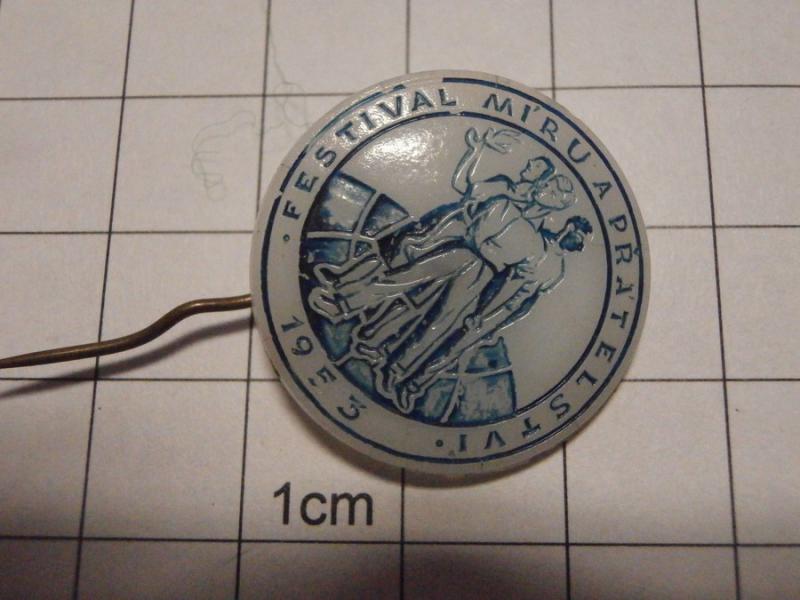 · FESTIVAL MÍRU A PŘÁTELSTVÍ ·
1953
1cm